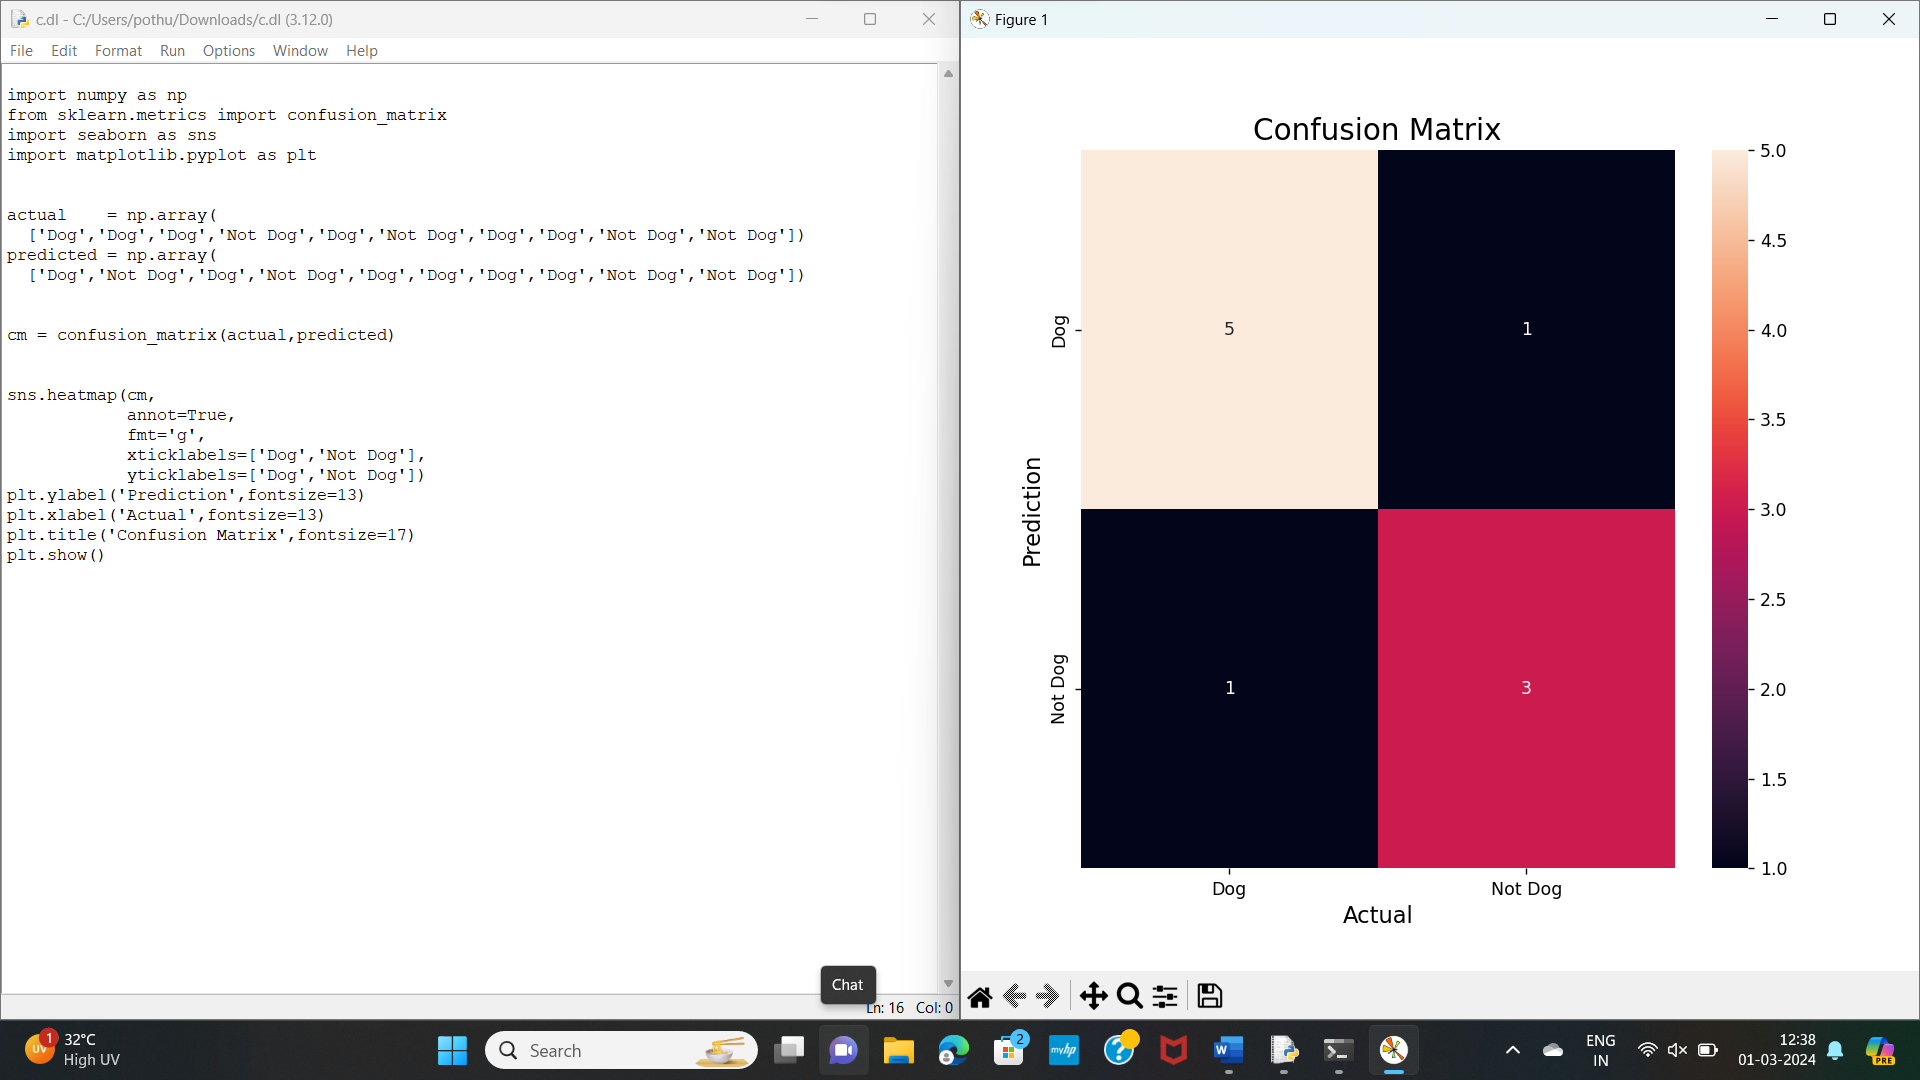 c.dl - C:/Users/pothu/Downloads/c.dl (3.12.0)
File Edit Format Run Options Window Help
import numpy as np
from sklearn.metrics import confusion_matrix
import seaborn as sns
import matplotlib.pyplot as plt
actual    = np.array(
  ['Dog','Dog','Dog','Not Dog','Dog','Not Dog','Dog','Dog','Not Dog','Not Dog'])
predicted = np.array(
  ['Dog','Not Dog','Dog','Not Dog','Dog','Dog','Dog','Dog','Not Dog','Not Dog'])
cm = confusion_matrix(actual,predicted)
sns.heatmap(cm,
            annot=True,
            fmt='g',
            xticklabels=['Dog','Not Dog'],
            yticklabels=['Dog','Not Dog'])
plt.ylabel('Prediction',fontsize=13)
plt.xlabel('Actual',fontsize=13)
plt.title('Confusion Matrix',fontsize=17)
plt.show()
Chat
Ln: 16 Col: 0
Figure 1
Confusion Matrix
Prediction
Dog
Not Dog
5 1
1 3
Dog Not Dog
Actual
5.0
4.5
4.0
3.5
3.0
2.5
2.0
1.5
1.0
UV
1
32°C
High UV
Search
2
myhp
?
W
ENG
IN
12:38
01-03-2024
PRE